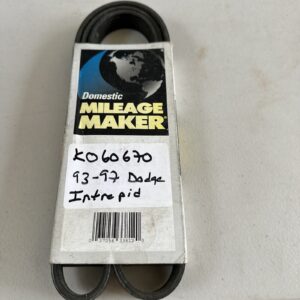 Domestic
MILEAGE
MAKER
K060670
93-97 Dodge
Intrepid